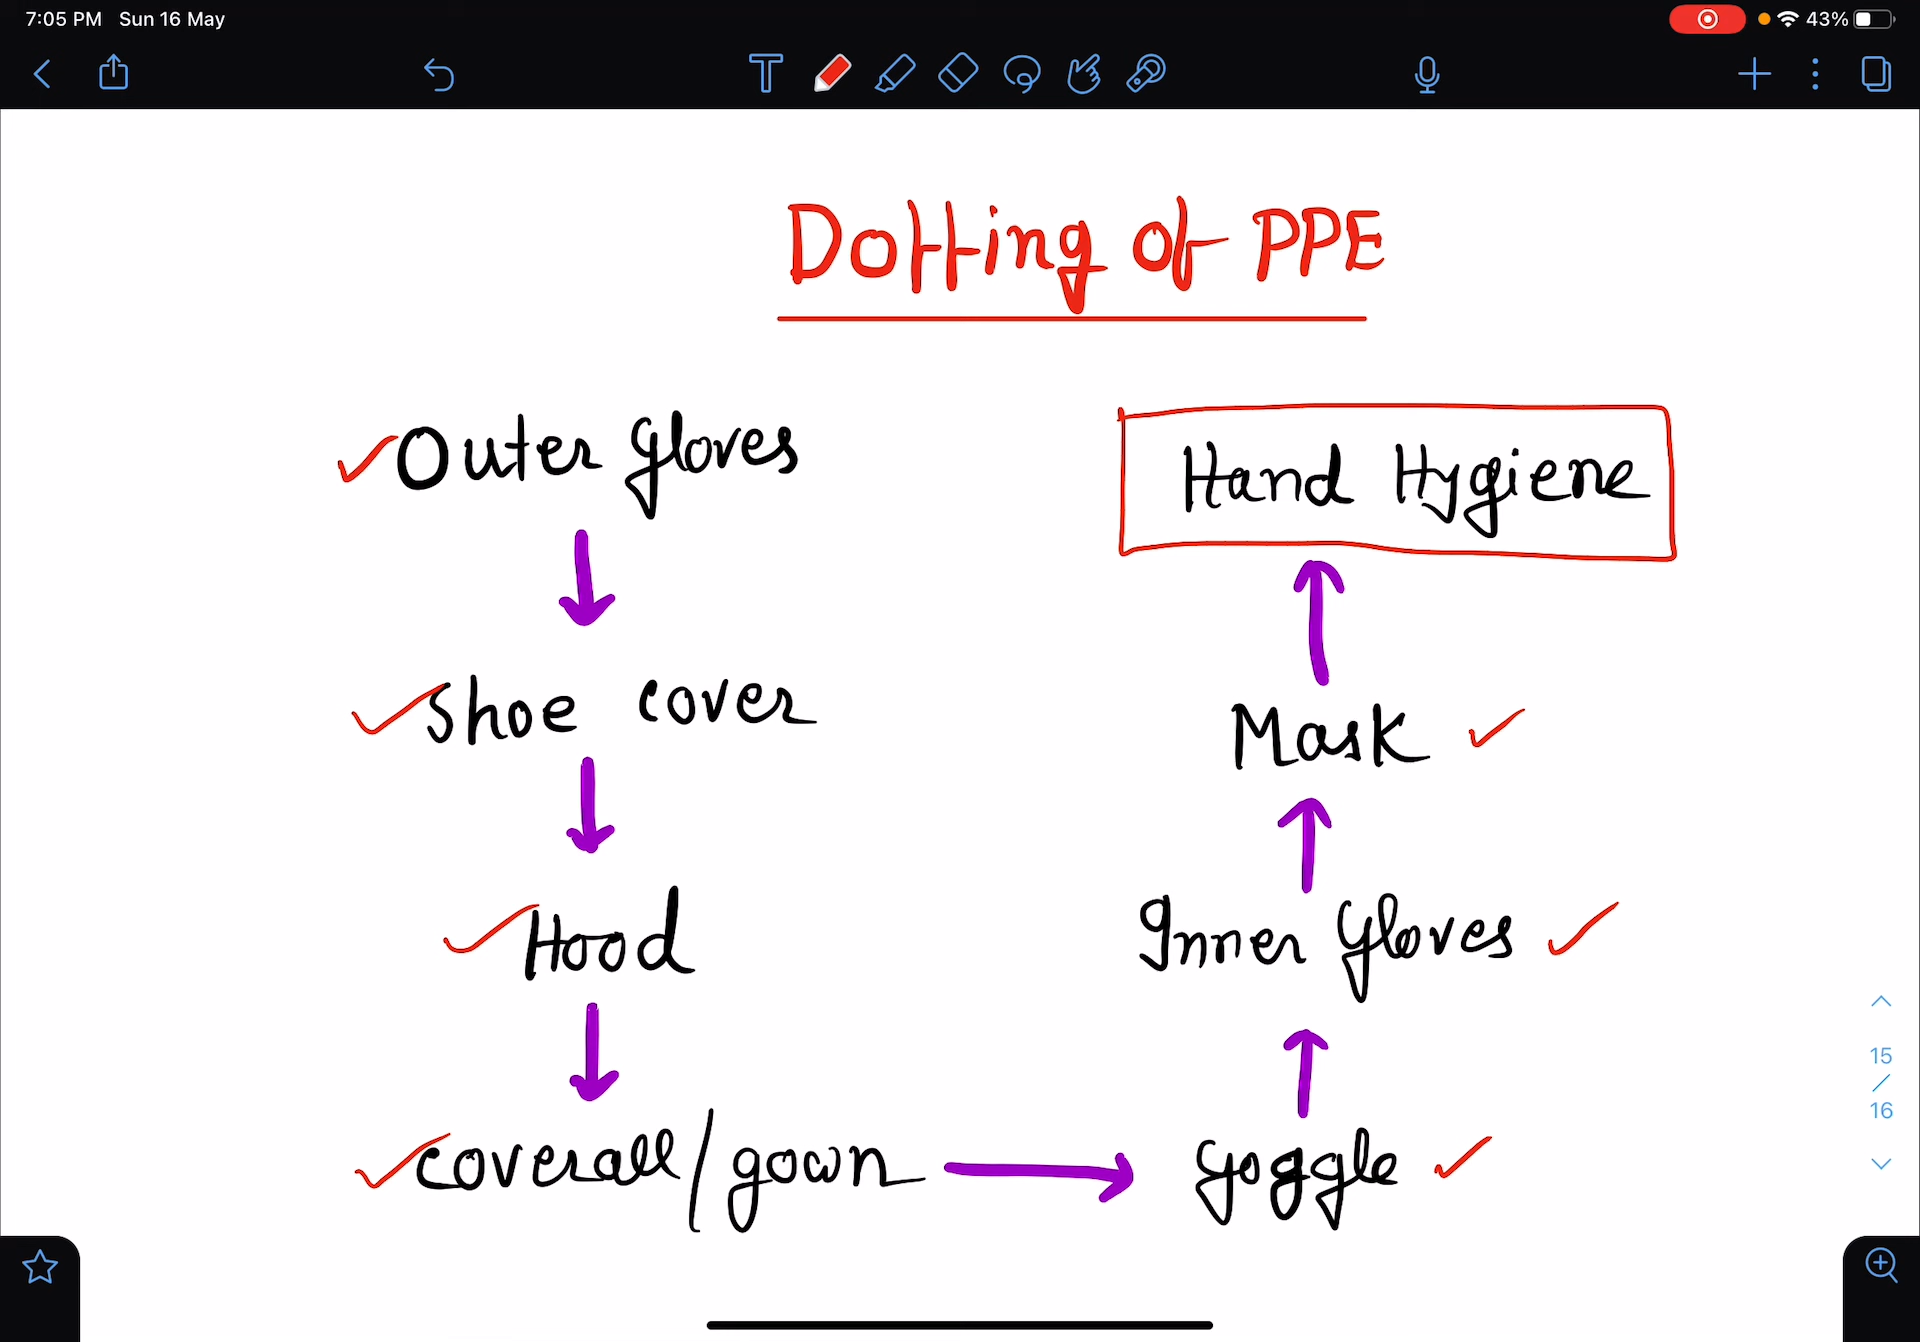 7:05 PM Sun 16 May
43%
Doffing of PPE
Outer gloves
Shoe cover
Hood
Coverall/gown
Goggle
Inner Gloves
Mask
Hand Hygiene
15
/
16